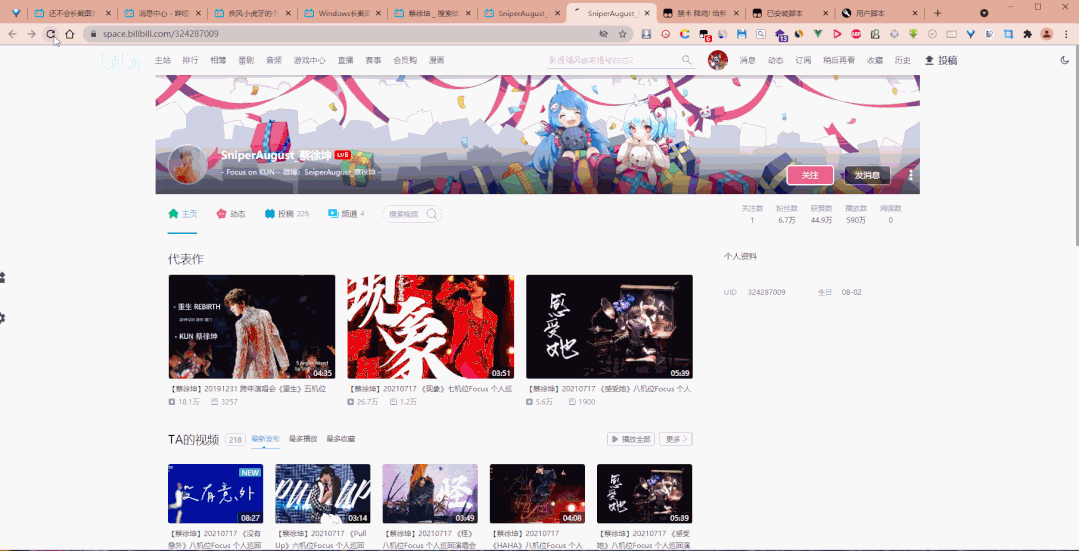 还不会长截图?
消息中心 - 哔哩
疾风小虎牙的个
Windows长截图
蔡徐坤 _ 搜索结
SniperAugust_
SniperAugust_
禁术 降鸡! 给标
已安装脚本
用户脚本
space.bilibili.com/324287009
主站 排行 相簿 番剧 音频 游戏中心 直播 赛事 会员购 漫画
消息 动态 订阅 稍后再看 收藏 历史 投稿
SniperAugust_蔡徐坤 LV5
- Focus on KUN-- 微博：SniperAugust_蔡徐坤 -
关注 发消息
主页 动态 投稿 225 频道 4 搜索视频
关注数 粉丝数 获赞数 播放数 阅读数
1 6.7万 44.9万 590万 0
代表作
个人资料
UID 324287009 生日 08-02
· 重生 REBIRTH
· KUN 蔡徐坤
04:35
现象
03:51
感受她
05:39
【蔡徐坤】20191231 跨年演唱会《重生》五机位
18.1万 3257
【蔡徐坤】20210717 《现象》七机位Focus 个人巡
26.7万 1.2万
【蔡徐坤】20210717 《感受她》八机位Focus 个人
5.6万 1900
TA的视频 218 最新发布 最多播放 最多收藏 播放全部 更多
NEW
没有意外
08:27
PULL UP
03:14
怪
03:49
04:08
感受她
05:39
【蔡徐坤】20210717 《没有
意外》八机位Focus 个人巡回
【蔡徐坤】20210717 《Pull
Up》六机位Focus 个人巡回
【蔡徐坤】20210717 《怪》
八机位Focus 个人巡回演唱会
【蔡徐坤】20210717
《HAHA》八机位Focus 个人
【蔡徐坤】20210717 《感受
她》八机位Focus 个人巡回演